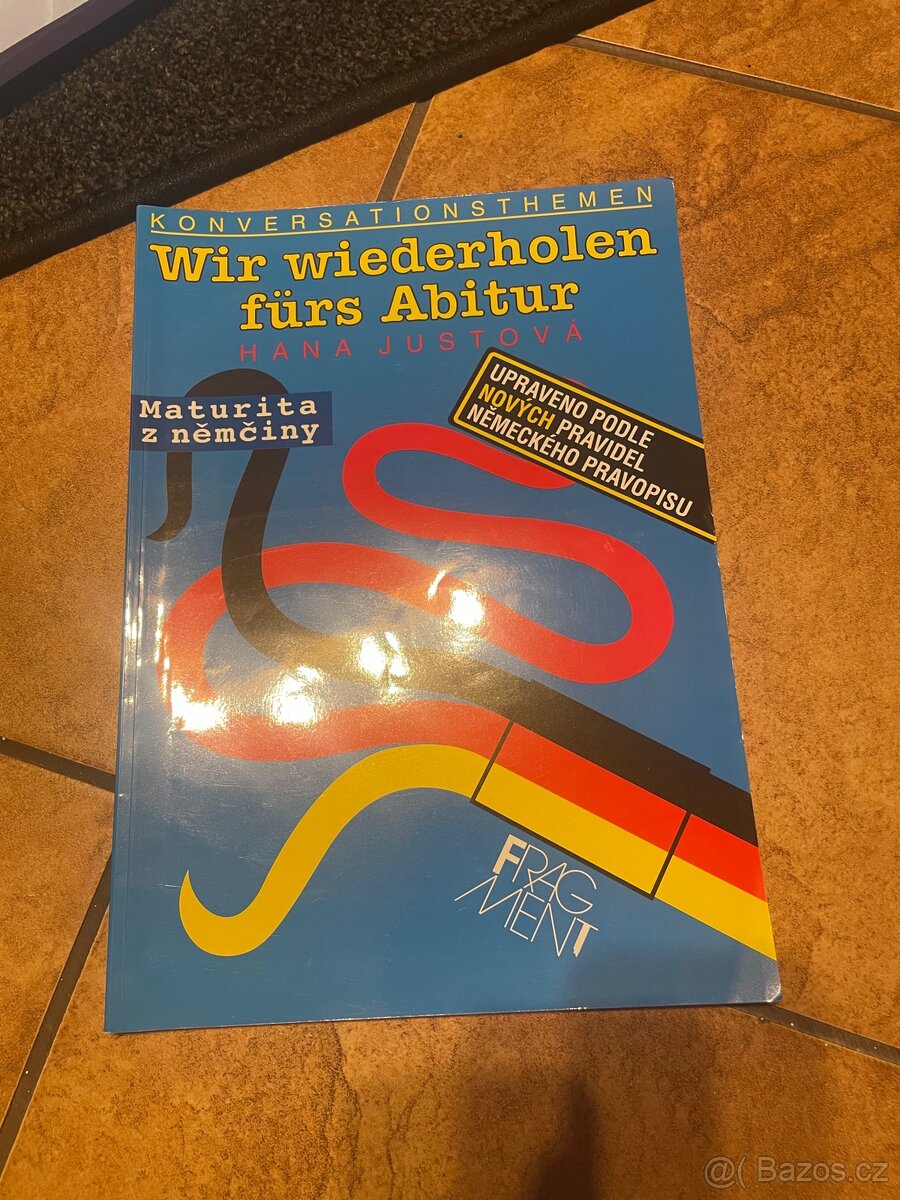 KONVERSATIONSTHEMEN
Wir wiederholen
fürs Abitur
HANA JUSTOVÁ
Maturita
z němčiny
UPRAVENO PODLE
NOVÝCH PRAVIDEL
NĚMECKÉHO PRAVOPISU
FRAG
MENT
@( Bazos.cz